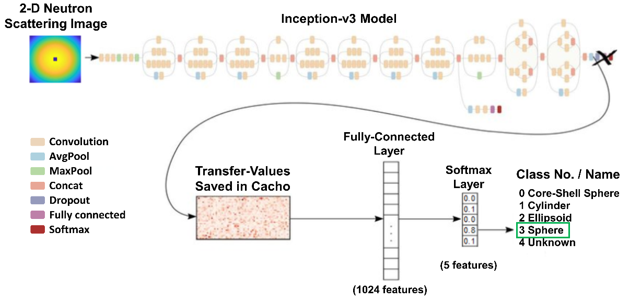 2-D Neutron
Scattering Image
Inception-v3 Model
Convolution
AvgPool
MaxPool
Concat
Dropout
Fully connected
Softmax
Transfer-Values
Saved in Cacho
Fully-Connected
Layer
(1024 features)
Softmax
Layer
0.0
0.1
0.0
0.8
0.1
(5 features)
Class No. / Name
0 Core-Shell Sphere
1 Cylinder
2 Ellipsoid
3 Sphere
4 Unknown